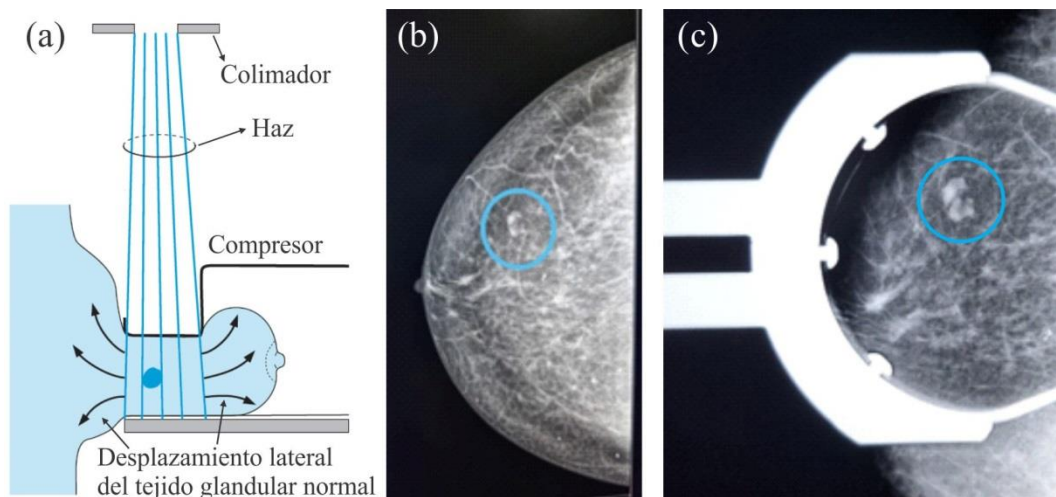 (a)
Colimador
Haz
Compresor
Desplazamiento lateral
del tejido glandular normal
(b)
(c)